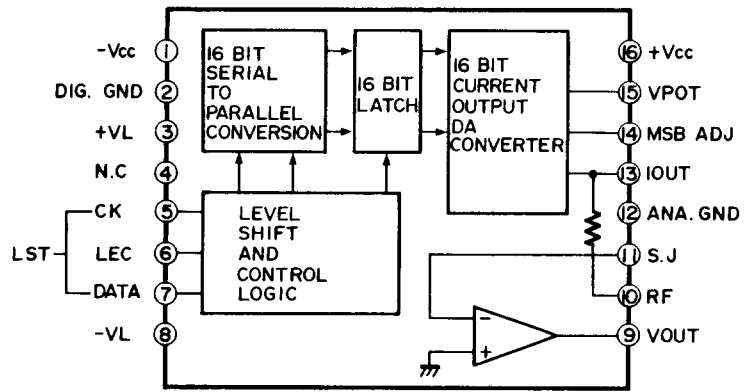 -Vcc 1
DIG. GND 2
+VL 3
N.C 4
CK 5
LST
LEC 6
DATA 7
-VL 8
16 BIT
SERIAL
TO
PARALLEL
CONVERSION
16 BIT
LATCH
16 BIT
CURRENT
OUTPUT
DA
CONVERTER
LEVEL
SHIFT
AND
CONTROL
LOGIC
-
+
16 +Vcc
15 VPOT
14 MSB ADJ
13 IOUT
12 ANA. GND
11 S.J
10 RF
9 VOUT